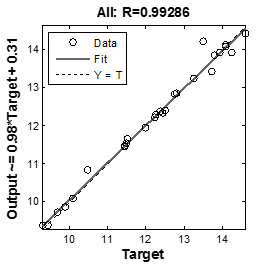 All: R=0.99286
Data
Fit
Y = T
Output ~= 0.98*Target + 0.31
14
13
12
11
10
10 11 12 13 14
Target